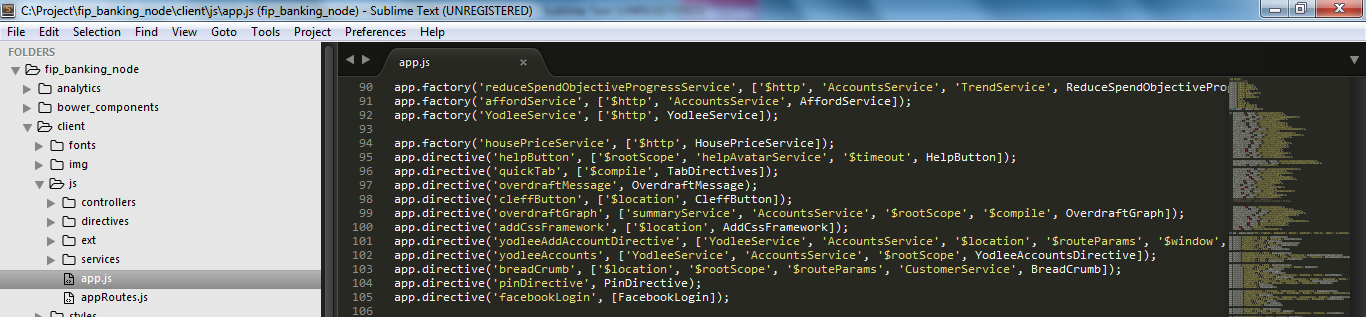 C:\Project\fip_banking_node\client\js\app.js (fip_banking_node) - Sublime Text (UNREGISTERED)
File Edit Selection Find View Goto Tools Project Preferences Help
FOLDERS
fip_banking_node
analytics
bower_components
client
fonts
img
js
controllers
directives
ext
services
app.js
appRoutes.js
styles
app.js
90 app.factory('reduceSpendObjectiveProgressService', ['$http', 'AccountsService', 'TrendService', ReduceSpendObjectivePro
91 app.factory('affordService', ['$http', 'AccountsService', AffordService]);
92 app.factory('YodleeService', ['$http', YodleeService]);
93
94 app.factory('housePriceService', ['$http', HousePriceService]);
95 app.directive('helpButton', ['$rootScope', 'helpAvatarService', '$timeout', HelpButton]);
96 app.directive('quickTab', ['$compile', TabDirectives]);
97 app.directive('overdraftMessage', OverdraftMessage);
98 app.directive('cleffButton', ['$location', CleffButton]);
99 app.directive('overdraftGraph', ['summaryService', 'AccountsService', '$rootScope', '$compile', OverdraftGraph]);
100 app.directive('addCssFramework', ['$location', AddCssFramework]);
101 app.directive('yodleeAddAccountDirective', ['YodleeService', 'AccountsService', '$location', '$routeParams', '$window',
102 app.directive('yodleeAccounts', ['YodleeService', 'AccountsService', '$rootScope', YodleeAccountsDirective]);
103 app.directive('breadCrumb', ['$location', '$rootScope', '$routeParams', 'CustomerService', BreadCrumb]);
104 app.directive('pinDirective', PinDirective);
105 app.directive('facebookLogin', [FacebookLogin]);
106